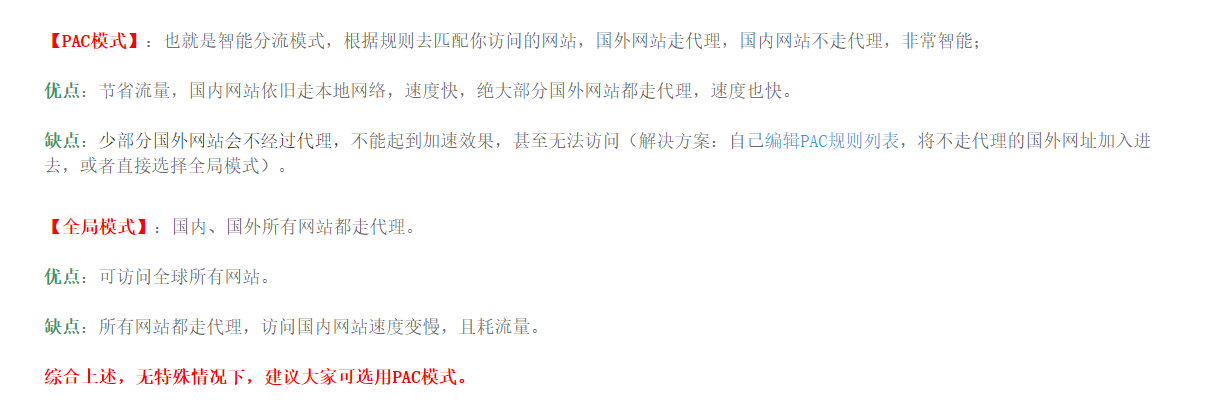 【PAC模式】：也就是智能分流模式，根据规则去匹配你访问的网站，国外网站走代理，国内网站不走代理，非常智能；
优点：节省流量，国内网站依旧走本地网络，速度快，绝大部分国外网站都走代理，速度也快。
缺点：少部分国外网站会不经过代理，不能起到加速效果，甚至无法访问（解决方案：自己编辑PAC规则列表，将不走代理的国外网址加入进
去，或者直接选择全局模式）。
【全局模式】：国内、国外所有网站都走代理。
优点：可访问全球所有网站。
缺点：所有网站都走代理，访问国内网站速度变慢，且耗流量。
综合上述，无特殊情况下，建议大家可选用PAC模式。